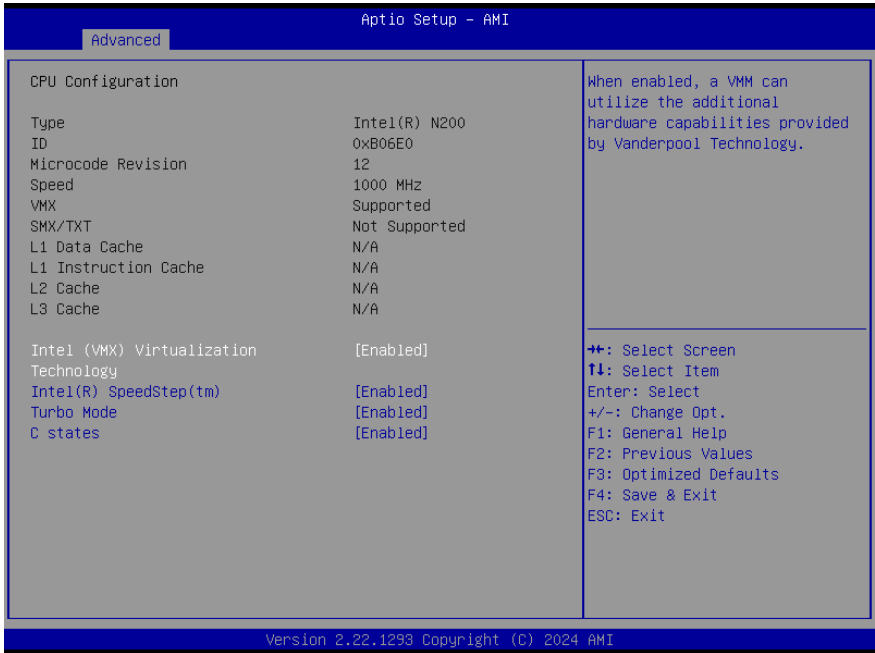 Aptio Setup - AMI
Advanced
CPU Configuration
Type Intel(R) N200
ID 0xB06E0
Microcode Revision 12
Speed 1000 MHz
VMX Supported
SMX/TXT Not Supported
L1 Data Cache N/A
L1 Instruction Cache N/A
L2 Cache N/A
L3 Cache N/A
Intel (VMX) Virtualization [Enabled]
Technology
Intel(R) SpeedStep(tm) [Enabled]
Turbo Mode [Enabled]
C states [Enabled]
When enabled, a VMM can
utilize the additional
hardware capabilities provided
by Vanderpool Technology.
→←: Select Screen
↑↓: Select Item
Enter: Select
+/-: Change Opt.
F1: General Help
F2: Previous Values
F3: Optimized Defaults
F4: Save & Exit
ESC: Exit
Version 2.22.1293 Copyright (C) 2024 AMI